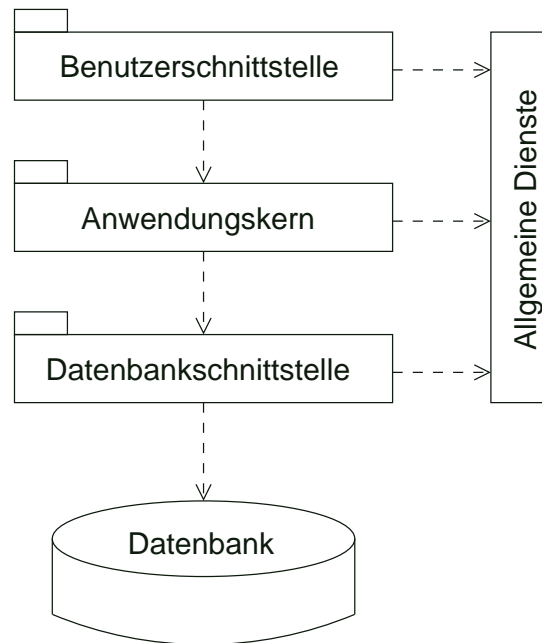 Benutzerschnittstelle
Anwendungskern
Allgemeine Dienste
Datenbankschnittstelle
Datenbank